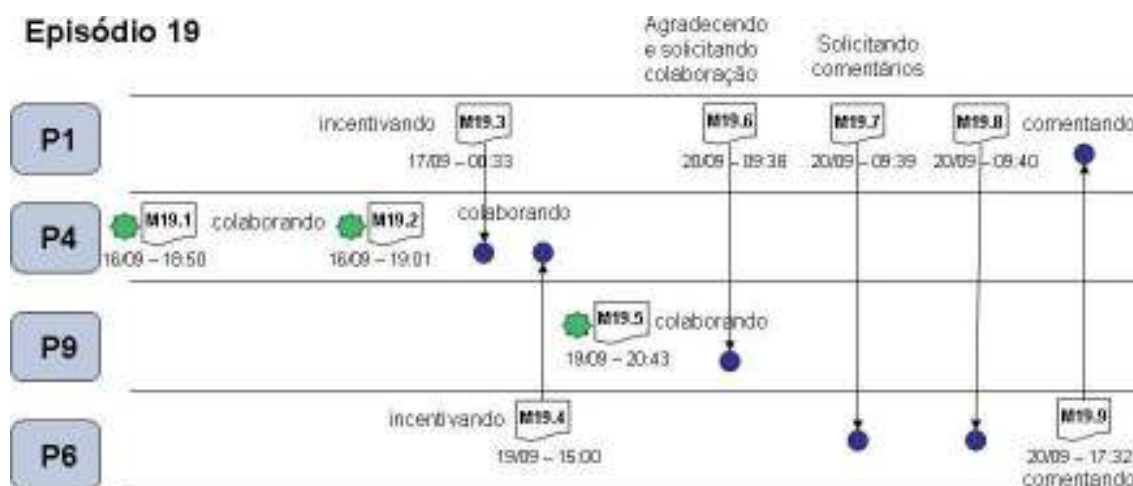 Episódio 19
Agradecendo
e solicitando
colaboração
Solicitando
comentários
P1
incentivando
M19.3
17/09 – 00:33
M19.6
20/09 – 09:38
M19.7
20/09 – 09:39
M19.8
20/09 – 09:40
comentando
P4
M19.1
16/09 – 18:50
colaborando
M19.2
16/09 – 19:01
colaborando
P9
M19.5
19/09 – 20:43
colaborando
P6
incentivando
M19.4
19/09 – 15:00
M19.9
20/09 – 17:32
comentando